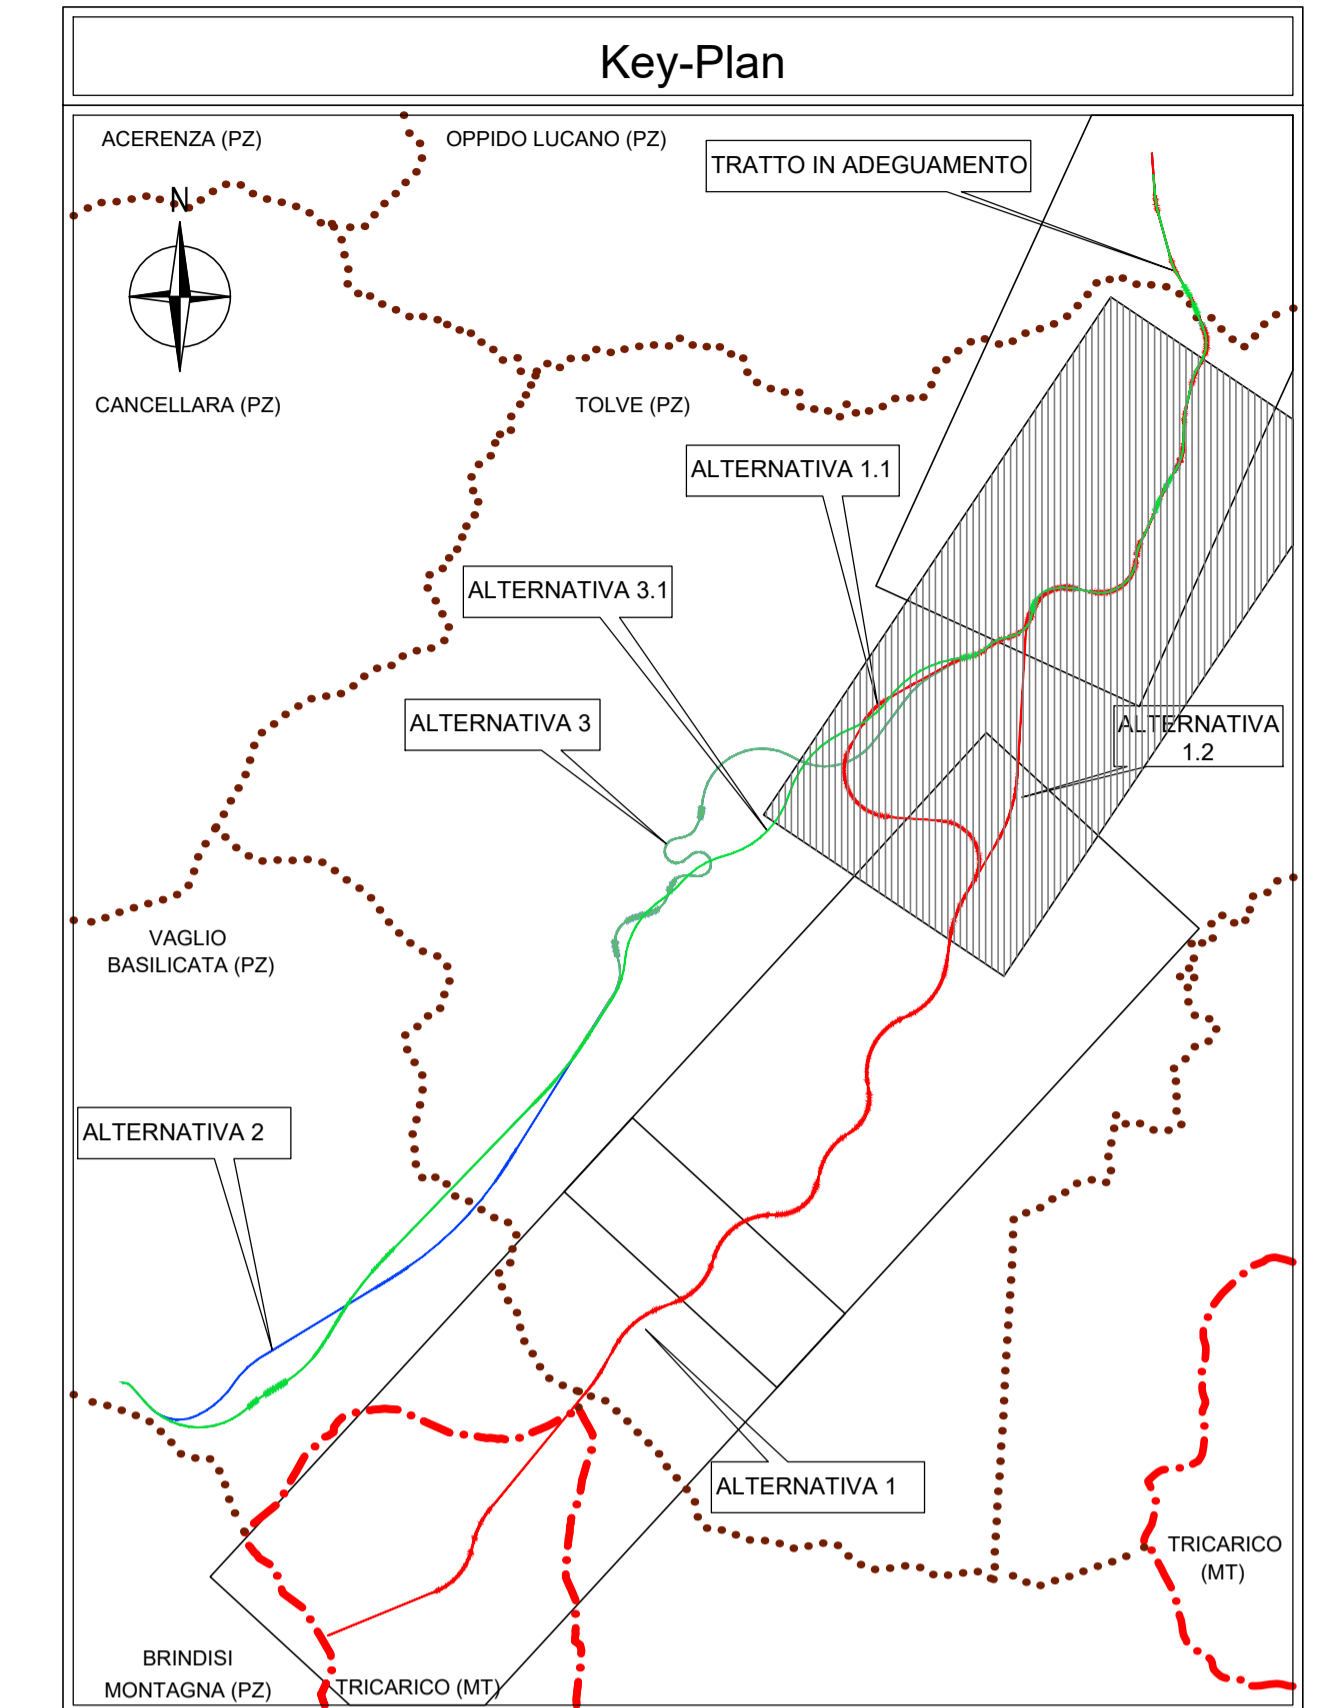 Key-Plan
ACERENZA (PZ)
OPPIDO LUCANO (PZ)
TRATTO IN ADEGUAMENTO
N
CANCELLARA (PZ)
TOLVE (PZ)
ALTERNATIVA 1.1
ALTERNATIVA 3.1
ALTERNATIVA 3
ALTERNATIVA
1.2
VAGLIO
BASILICATA (PZ)
ALTERNATIVA 2
ALTERNATIVA 1
TRICARICO
(MT)
BRINDISI
MONTAGNA (PZ)
TRICARICO (MT)